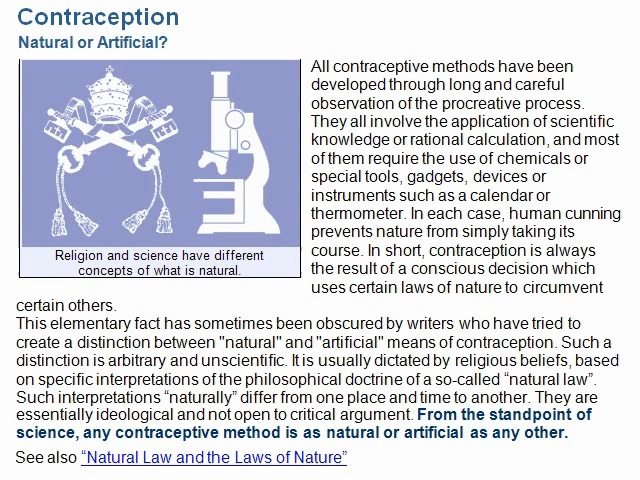 Contraception
Natural or Artificial?
All contraceptive methods have been
developed through long and careful
observation of the procreative process.
They all involve the application of scientific
knowledge or rational calculation, and most
of them require the use of chemicals or
special tools, gadgets, devices or
instruments such as a calendar or
thermometer. In each case, human cunning
prevents nature from simply taking its
course. In short, contraception is always
the result of a conscious decision which
uses certain laws of nature to circumvent
certain others.
Religion and science have different
concepts of what is natural.
This elementary fact has sometimes been obscured by writers who have tried to
create a distinction between "natural" and "artificial" means of contraception. Such a
distinction is arbitrary and unscientific. It is usually dictated by religious beliefs, based
on specific interpretations of the philosophical doctrine of a so-called “natural law”.
Such interpretations “naturally” differ from one place and time to another. They are
essentially ideological and not open to critical argument. From the standpoint of
science, any contraceptive method is as natural or artificial as any other.
See also “Natural Law and the Laws of Nature”